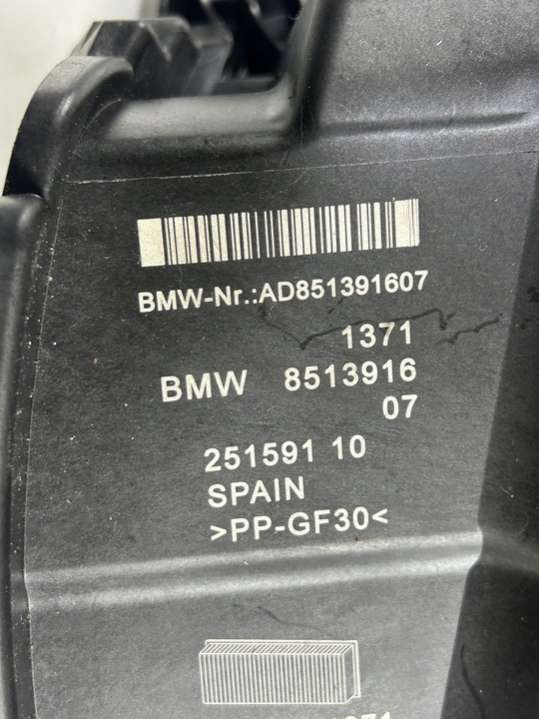 BMW-Nr.:AD851391607
1371
BMW 8513916
07
251591 10
SPAIN
>PP-GF30<